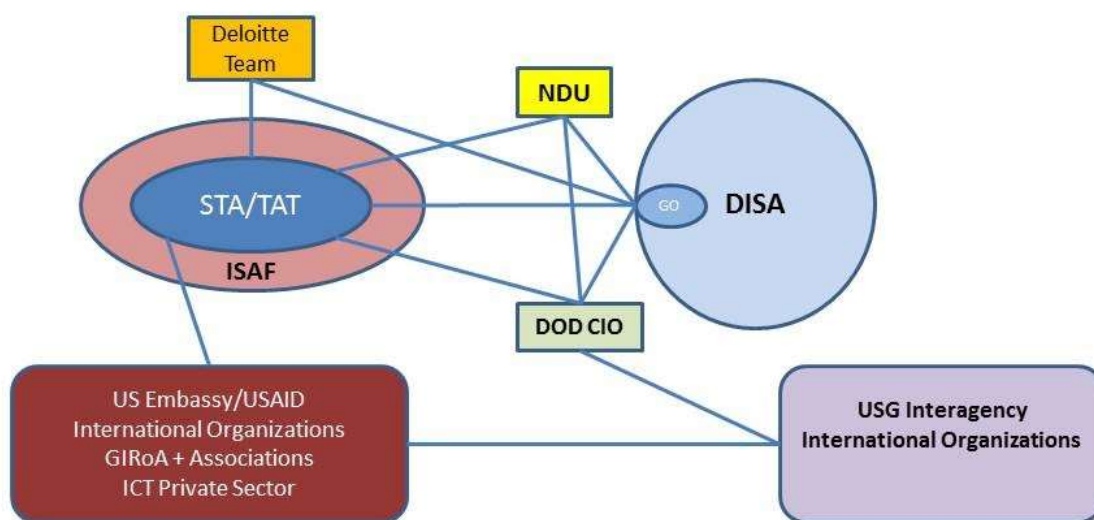 Deloitte
Team
NDU
STA/TAT
GO
DISA
ISAF
DOD CIO
US Embassy/USAID
International Organizations
GIRoA + Associations
ICT Private Sector
USG Interagency
International Organizations